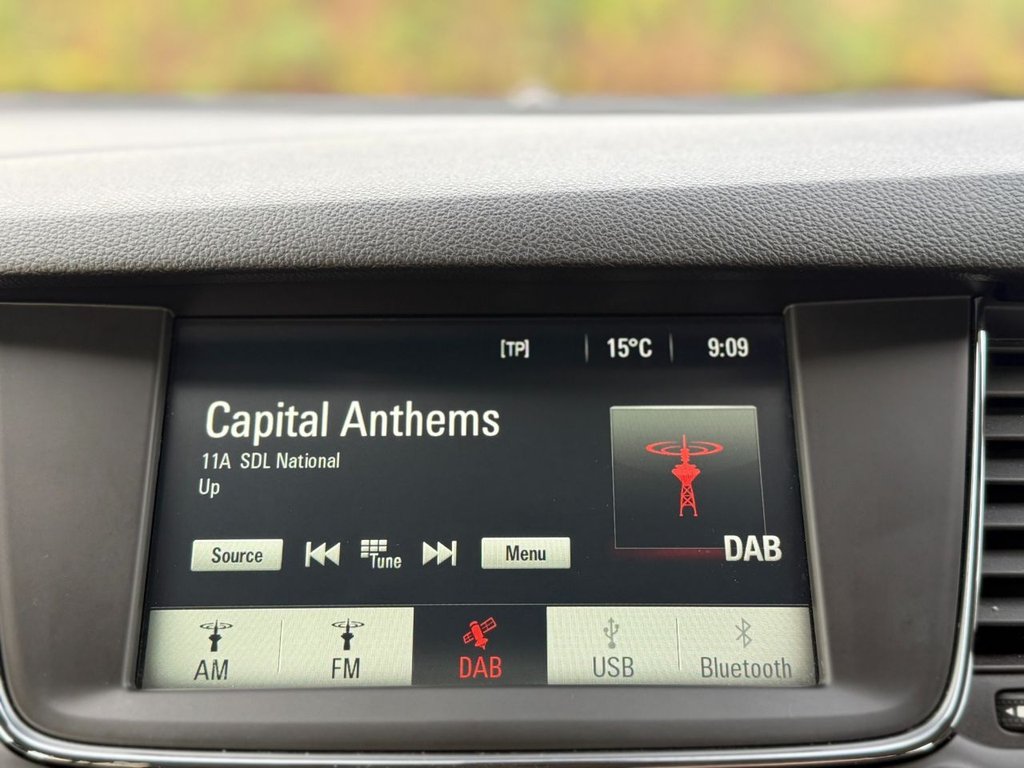 [TP] 15°C 9:09
Capital Anthems
11A SDL National
Up
Source Tune Menu
DAB
AM FM DAB USB Bluetooth